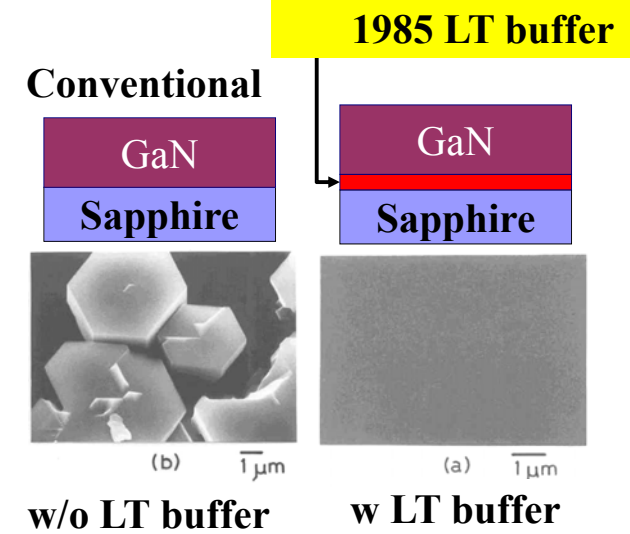 1985 LT buffer
Conventional
GaN
Sapphire
GaN
Sapphire
(b) 1 μm
(a) 1 μm
w/o LT buffer
w LT buffer